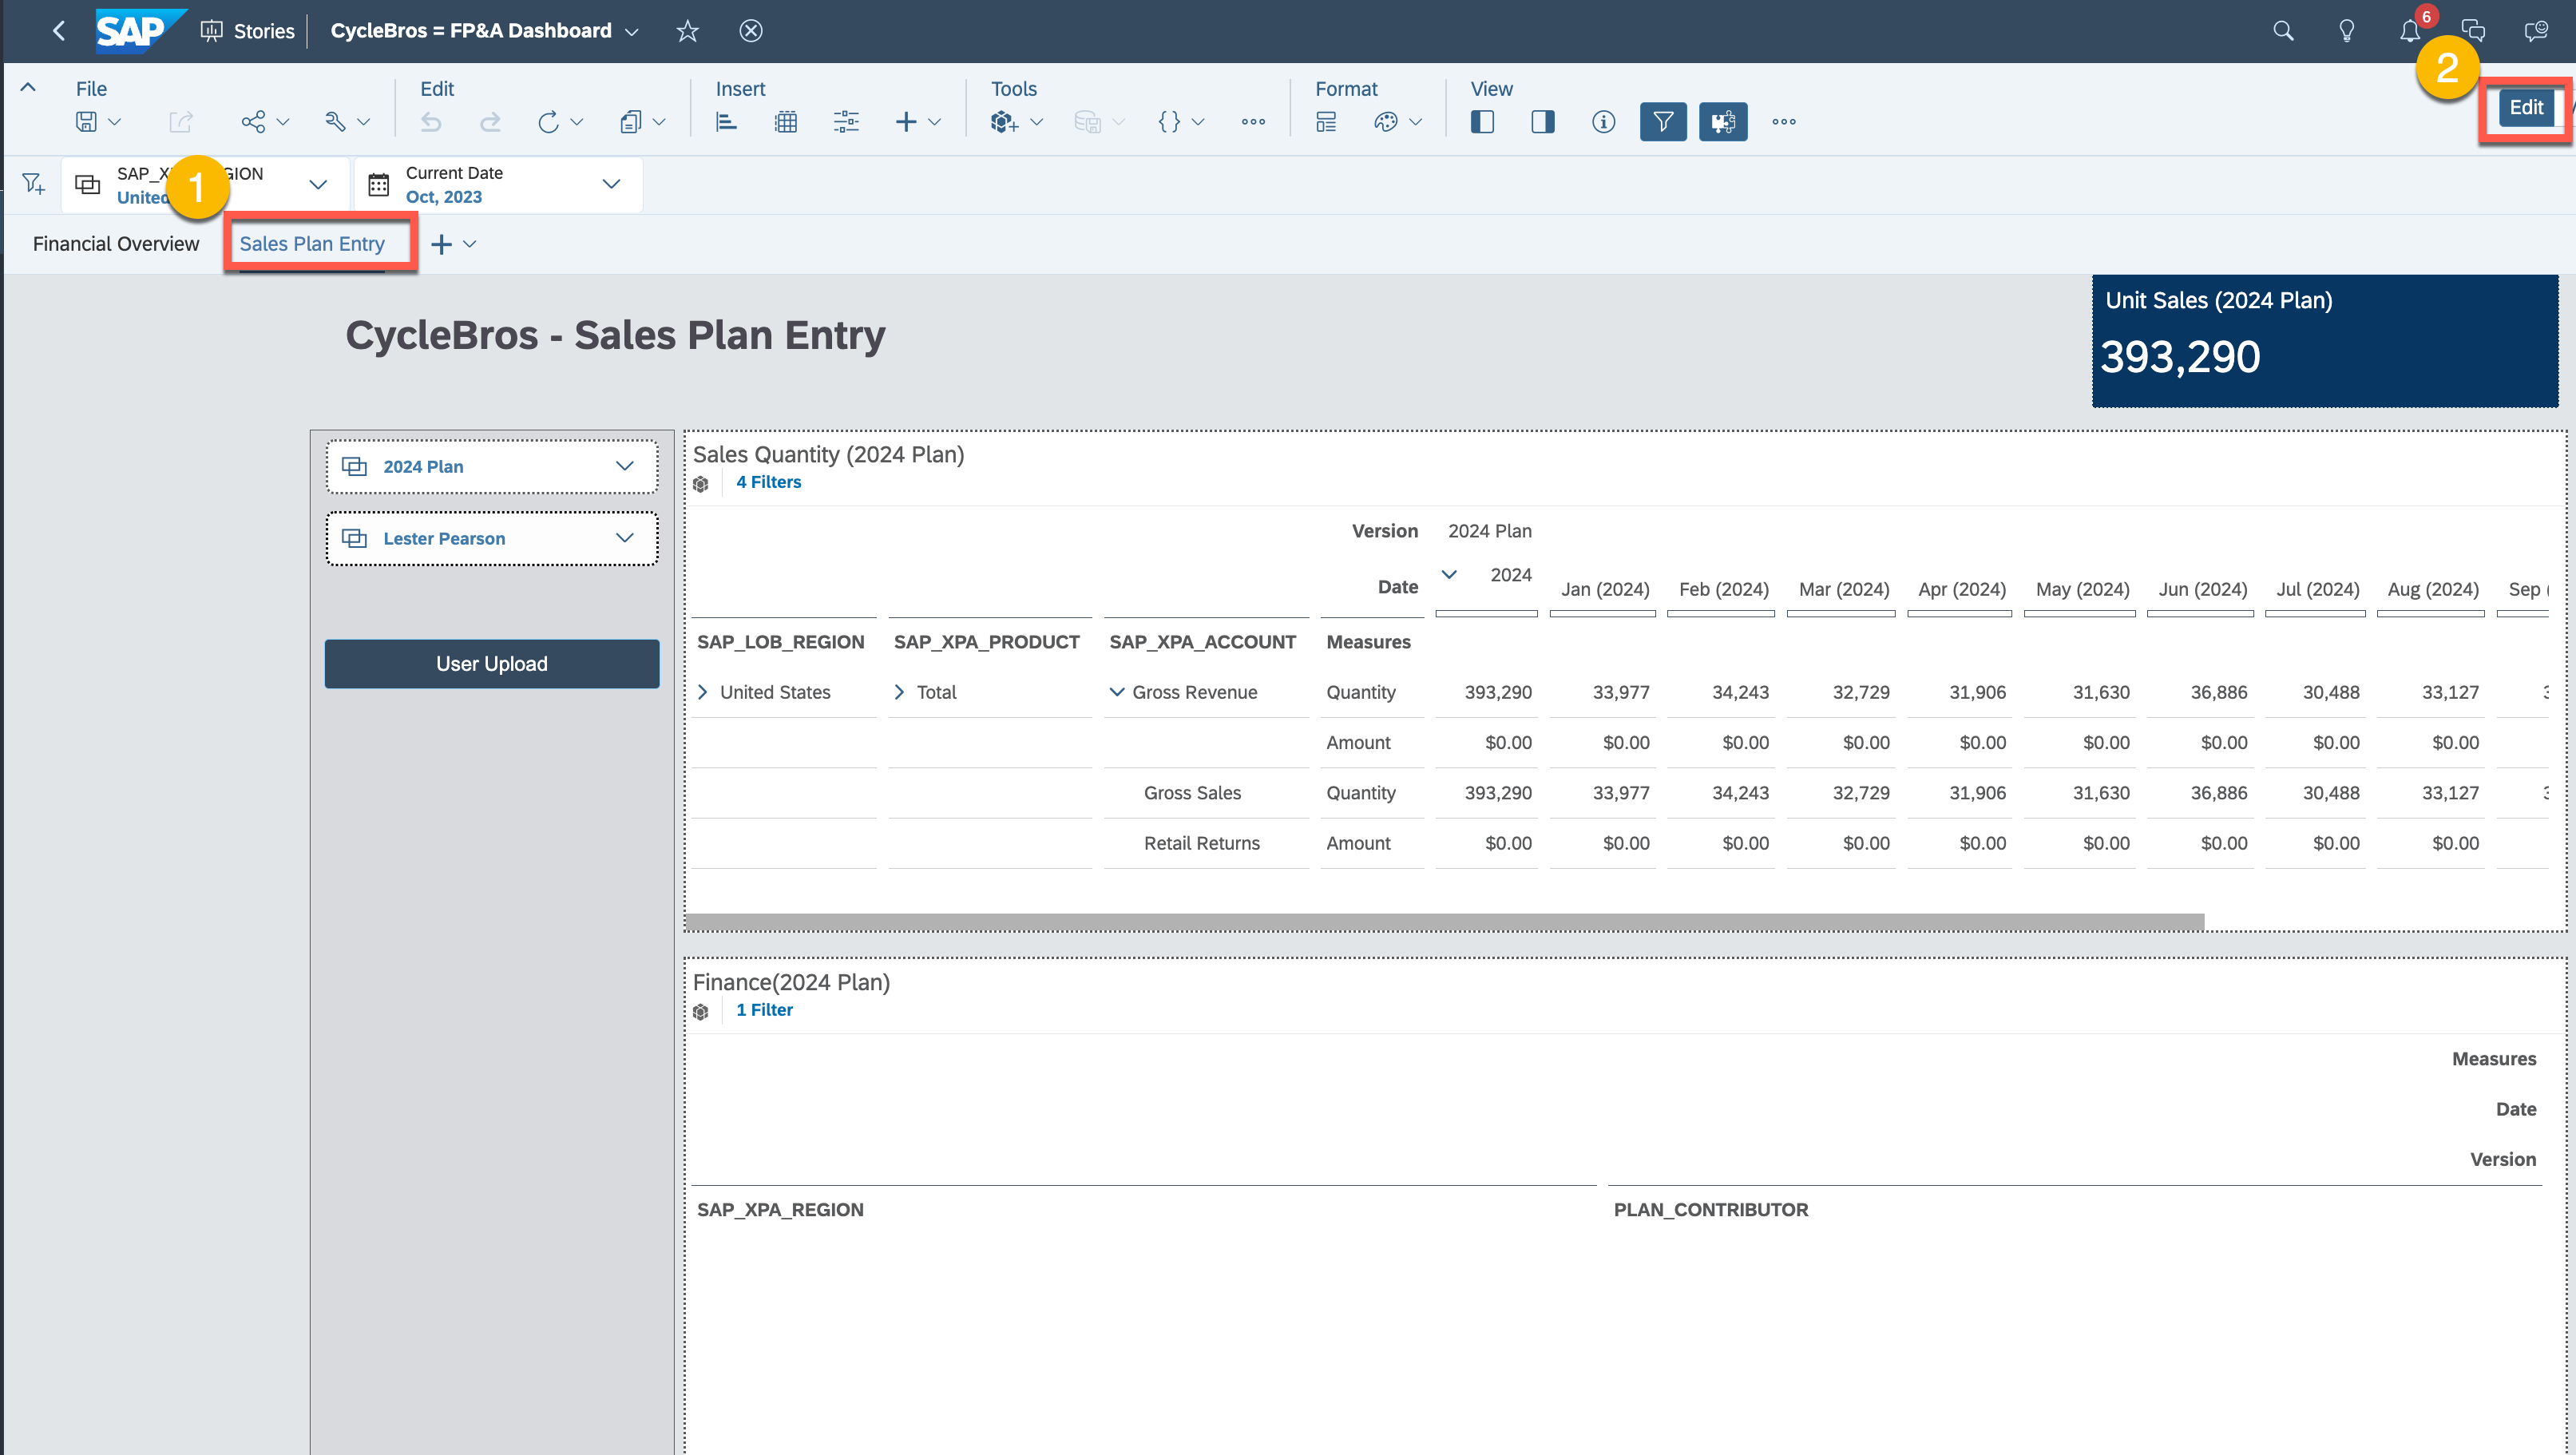 SAP Stories CycleBros = FP&A Dashboard 6
2
File Edit Insert Tools Format View
Edit
SAP_X GION Current Date
United Oct, 2023
1
Financial Overview Sales Plan Entry
CycleBros - Sales Plan Entry
Unit Sales (2024 Plan)
393,290
2024 Plan
Lester Pearson
User Upload
Sales Quantity (2024 Plan)
4 Filters
Version 2024 Plan
Date 2024 Jan (2024) Feb (2024) Mar (2024) Apr (2024) May (2024) Jun (2024) Jul (2024) Aug (2024) Sep (
SAP_LOB_REGION SAP_XPA_PRODUCT SAP_XPA_ACCOUNT Measures
United States Total Gross Revenue Quantity 393,290 33,977 34,243 32,729 31,906 31,630 36,886 30,488 33,127
Amount $0.00 $0.00 $0.00 $0.00 $0.00 $0.00 $0.00 $0.00 $0.00
Gross Sales Quantity 393,290 33,977 34,243 32,729 31,906 31,630 36,886 30,488 33,127
Retail Returns Amount $0.00 $0.00 $0.00 $0.00 $0.00 $0.00 $0.00 $0.00 $0.00
Finance(2024 Plan)
1 Filter
Measures
Date
Version
SAP_XPA_REGION PLAN_CONTRIBUTOR